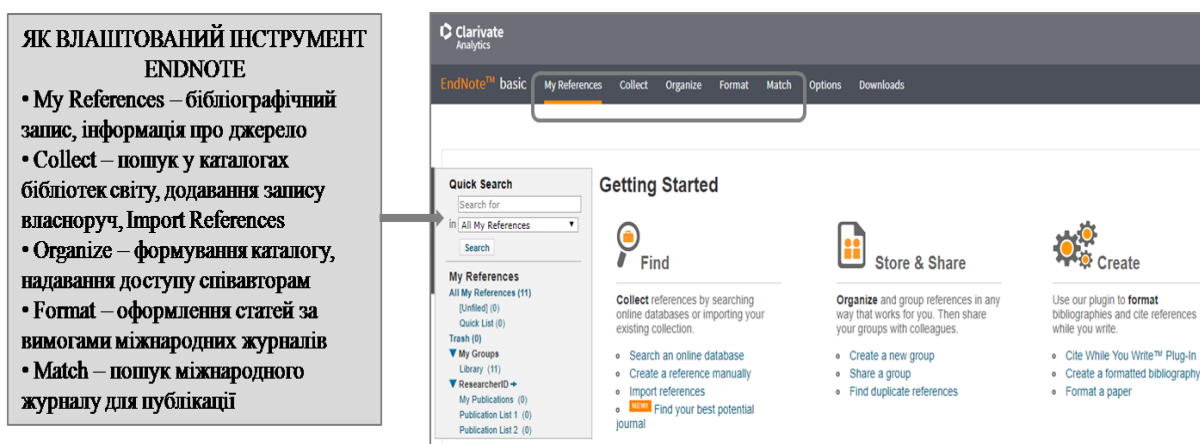 ЯК ВЛАШТОВАНИЙ ІНСТРУМЕНТ
ENDNOTE
• My References – бібліографічний
запис, інформація про джерело
• Collect – пошук у каталогах
бібліотек світу, додавання запису
власноруч, Import References
• Organize – формування каталогу,
надавання доступу співавторам
• Format – оформлення статей за
вимогами міжнародних журналів
• Match – пошук міжнародного
журналу для публікації
Clarivate
Analytics
EndNote™ basic My References Collect Organize Format Match Options Downloads
Quick Search
Search for
in All My References
Search
My References
All My References (11)
[Unfiled] (0)
Quick List (0)
Trash (0)
My Groups
Library (11)
ResearcherID
My Publications (0)
Publication List 1 (0)
Publication List 2 (0)
Getting Started
Find
Collect references by searching
online databases or importing your
existing collection.
Search an online database
Create a reference manually
Import references
NEW! Find your best potential
journal
Store & Share
Organize and group references in any
way that works for you. Then share
your groups with colleagues.
Create a new group
Share a group
Find duplicate references
Create
Use our plugin to format
bibliographies and cite references
while you write.
Cite While You Write™ Plug-In
Create a formatted bibliography
Format a paper